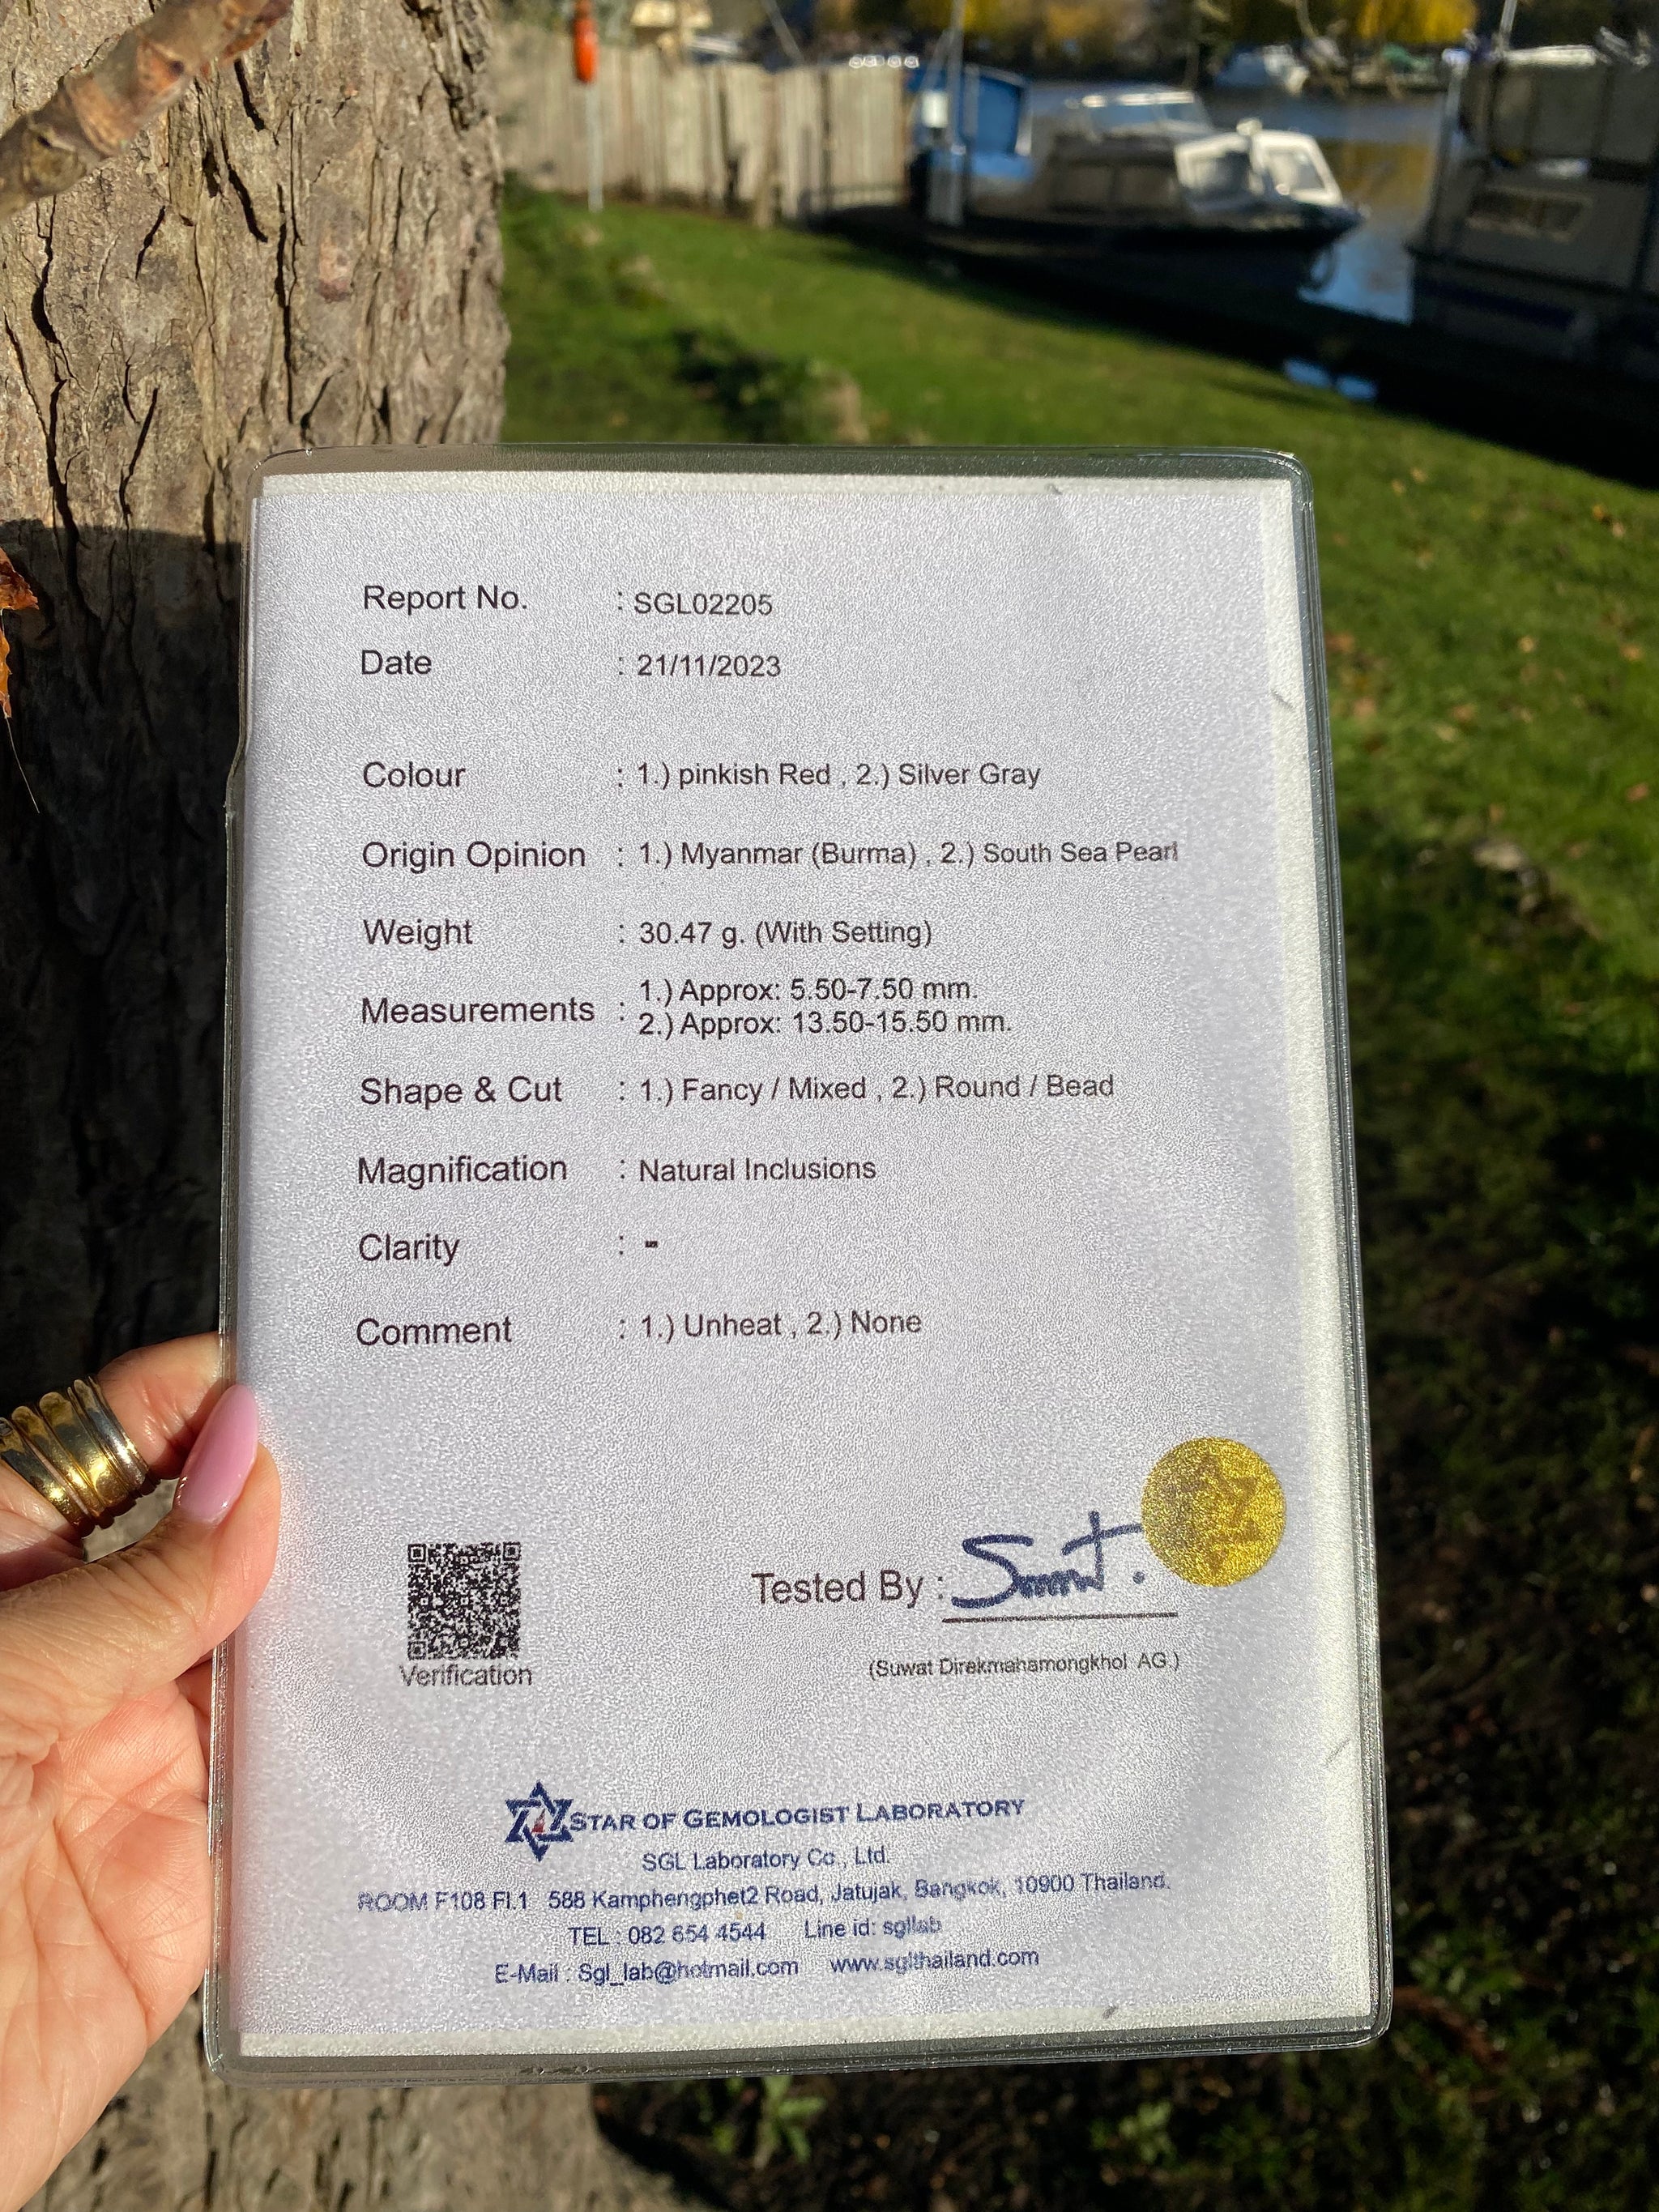 Report No. : SGL02205
Date : 21/11/2023
Colour : 1.) pinkish Red , 2.) Silver Gray
Origin Opinion : 1.) Myanmar (Burma) , 2.) South Sea Pearl
Weight : 30.47 g. (With Setting)
Measurements : 1.) Approx: 5.50-7.50 mm.
2.) Approx: 13.50-15.50 mm.
Shape & Cut : 1.) Fancy / Mixed , 2.) Round / Bead
Magnification : Natural Inclusions
Clarity : -
Comment : 1.) Unheat , 2.) None
Tested By :
Verification
(Suwat Direkmahamongkhol AG.)
STAR OF GEMOLOGIST LABORATORY
SGL Laboratory Co., Ltd.
ROOM F108 Fl.1 588 Kamphengphet2 Road, Jatujak, Bangkok, 10900 Thailand.
TEL : 082 654 4544 Line id: sgllab
E-Mail : Sgl_lab@hotmail.com www.sglthailand.com